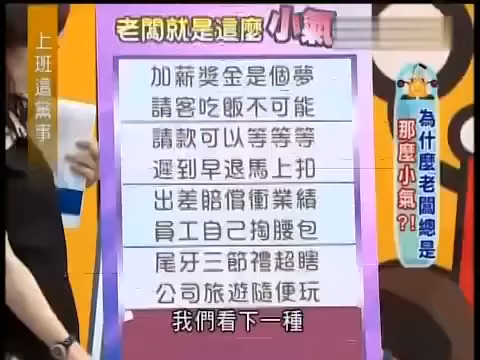 老闆就是這麼小氣
加薪獎金是個夢
請客吃飯不可能
請款可以等等等
遲到早退馬上扣
出差賠償衝業績
員工自己掏腰包
尾牙三節禮超瞎
公司旅遊隨便玩
我們看下一種
為什麼老闆總是
那麼小氣?!
上班這黨事